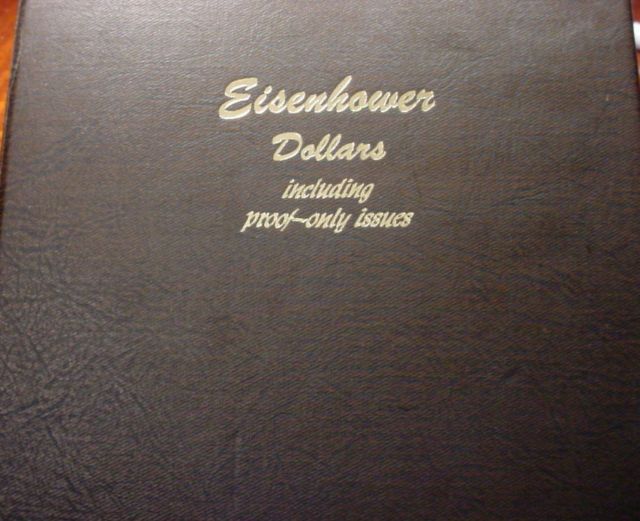 Eisenhower
Dollars
including
proof-only issues